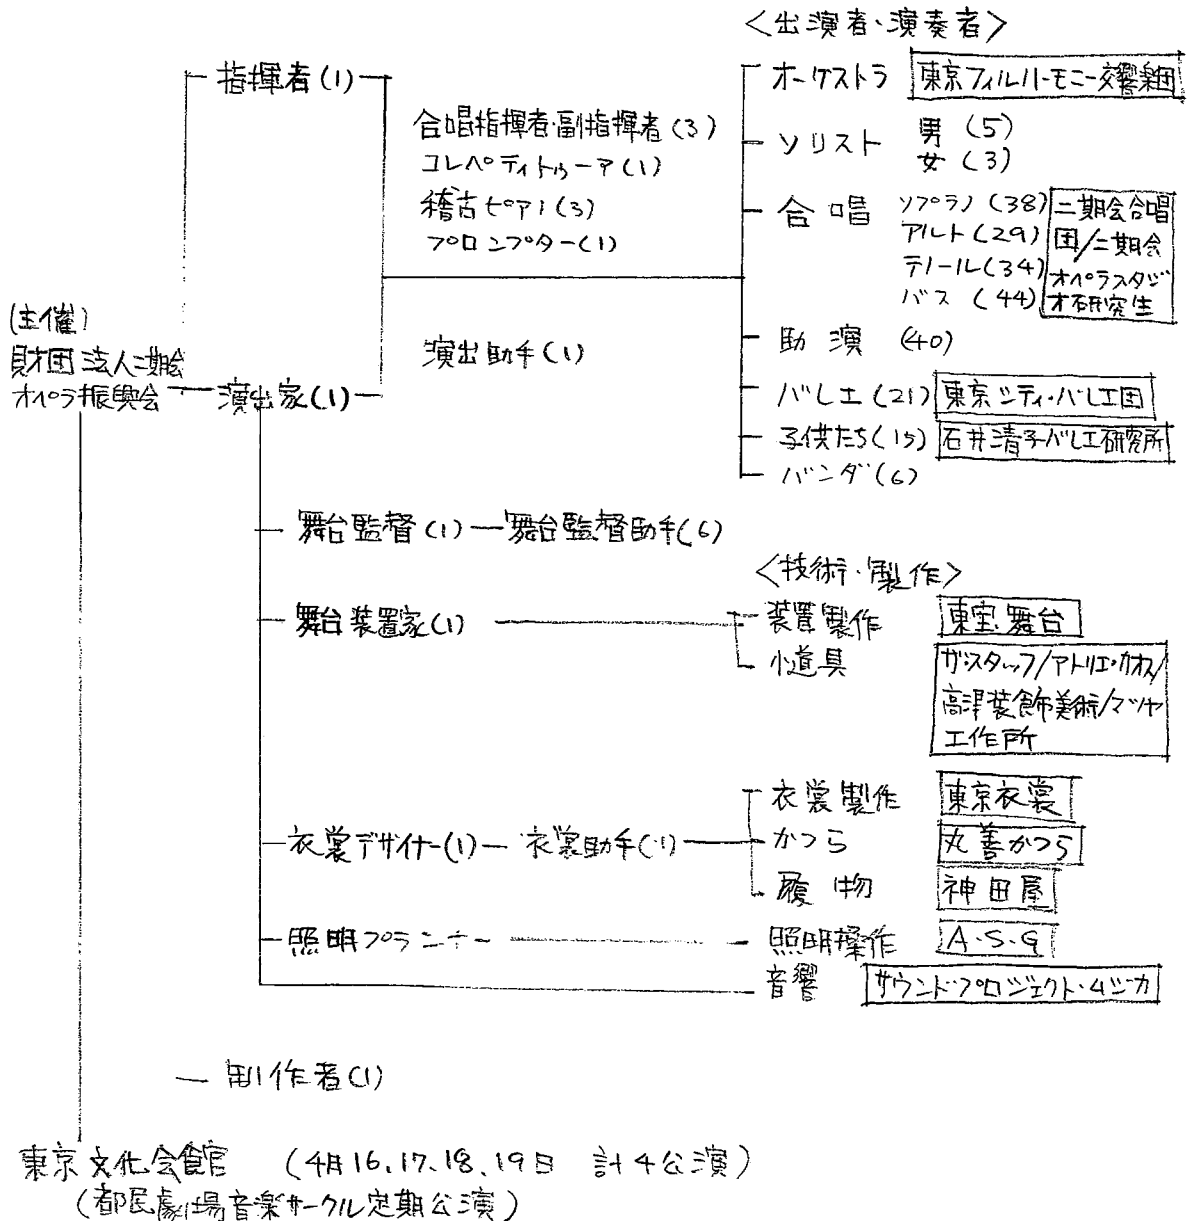 ＜出演者・演奏者＞
指揮者(1)
オーケストラ 東京フィルハーモニー交響楽団
合唱指揮者・副指揮者(3)
コレペティトゥーア(1)
稽古ピアノ(3)
プロンプター(1)
ソリスト 男(5)
女(3)
合唱 ソプラノ(38)
アルト(29)
テノール(34)
バス(44)
二期会合唱
団/二期会
オペラスタジ
オ研究生
(主催)
財団法人二期会
オペラ振興会
演出家(1)
演出助手(1)
助演(40)
バレエ(21) 東京シティ・バレエ団
子供たち(15) 石井清子バレエ研究所
バンダ(6)
舞台監督(1) 舞台監督助手(6)
＜技術・製作＞
舞台装置家(1)
装置製作 東宝舞台
小道具 ザ・スタッフ/アトリエ・カオス/
高津装飾美術/マツヤ
工作所
衣裳デザイナー(1) 衣裳助手
衣裳製作 東京衣裳
かつら 丸善かつら
履物 神田屋
照明プランナー
照明操作 A・S・G
音響 サウンド・プロジェクト・ムジカ
制作者(1)
東京文化会館 (4月16、17、18、19日 計4公演)
(都民劇場音楽サークル定期公演)